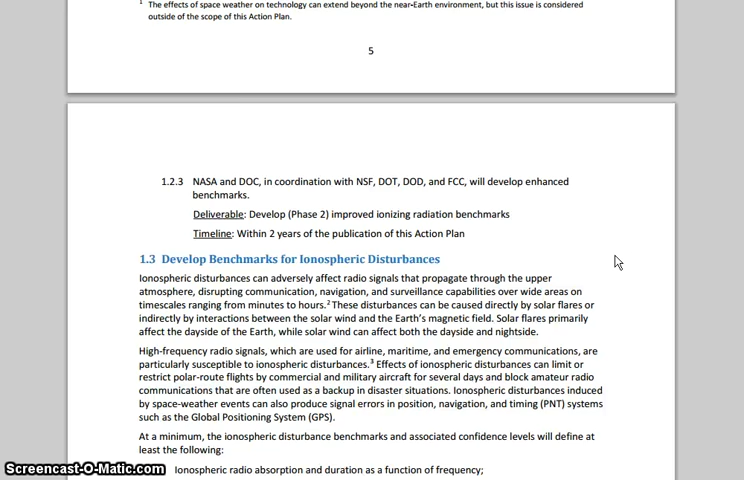 1 The effects of space weather on technology can extend beyond the near-Earth environment, but this issue is considered
outside of the scope of this Action Plan.
5
1.2.3 NASA and DOC, in coordination with NSF, DOT, DOD, and FCC, will develop enhanced
benchmarks.
Deliverable: Develop (Phase 2) improved ionizing radiation benchmarks
Timeline: Within 2 years of the publication of this Action Plan
1.3 Develop Benchmarks for Ionospheric Disturbances
Ionospheric disturbances can adversely affect radio signals that propagate through the upper
atmosphere, disrupting communication, navigation, and surveillance capabilities over wide areas on
timescales ranging from minutes to hours.2 These disturbances can be caused directly by solar flares or
indirectly by interactions between the solar wind and the Earth's magnetic field. Solar flares primarily
affect the dayside of the Earth, while solar wind can affect both the dayside and nightside.
High-frequency radio signals, which are used for airline, maritime, and emergency communications, are
particularly susceptible to ionospheric disturbances.3 Effects of ionospheric disturbances can limit or
restrict polar-route flights by commercial and military aircraft for several days and block amateur radio
communications that are often used as a backup in disaster situations. Ionospheric disturbances induced
by space-weather events can also produce signal errors in position, navigation, and timing (PNT) systems
such as the Global Positioning System (GPS).
At a minimum, the ionospheric disturbance benchmarks and associated confidence levels will define at
least the following:
Ionospheric radio absorption and duration as a function of frequency;
Screencast-O-Matic.com